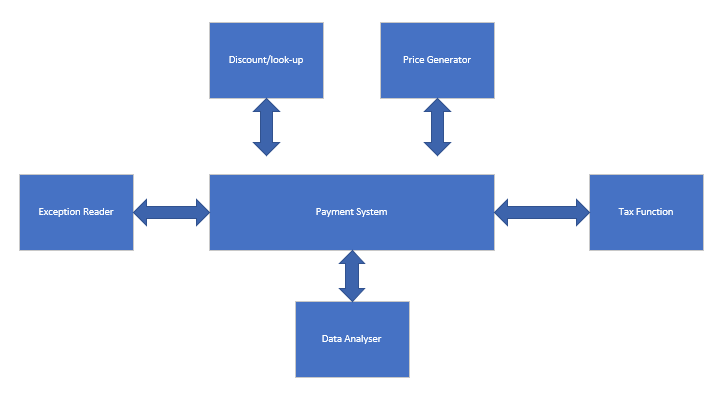 Discount/look-up
Price Generator
Exception Reader
Payment System
Tax Function
Data Analyser